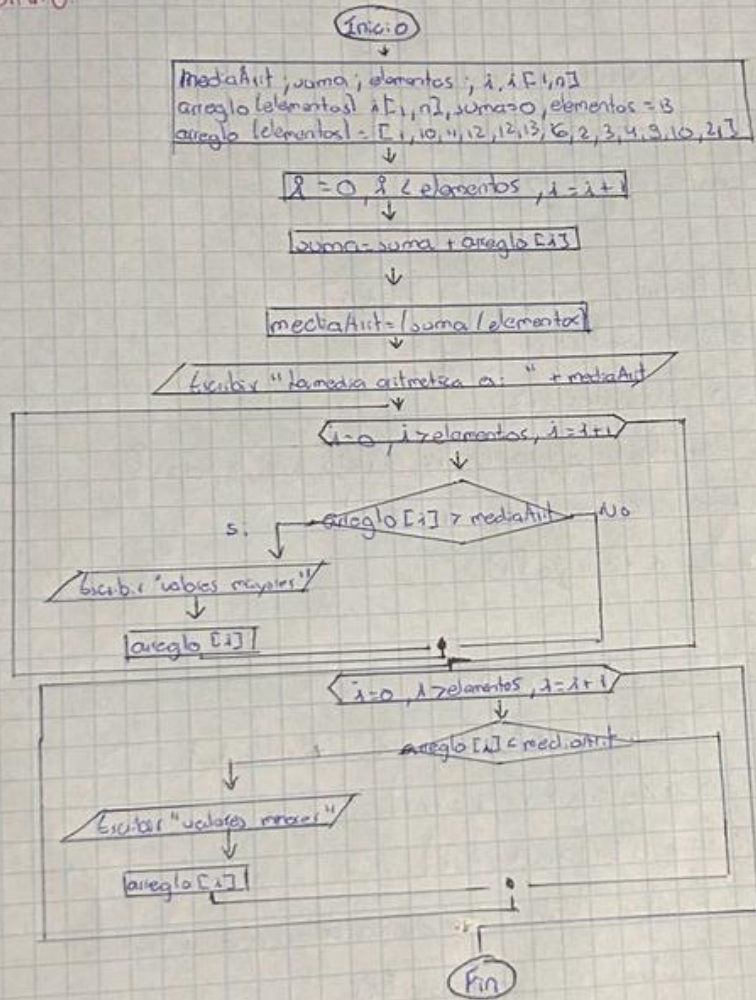 Inicio
mediaArit ; suma ; elementos ; i, i [1,n]
arreglo [elementos] i [1,n], suma=0, elementos = 13
arreglo [elementos] = [1, 10, 11, 12, 12, 13, 2, 3, 4, 9, 10, 2,]
i = 0, i < elementos , i = i + 1
suma = suma + arreglo [i]
mediaArit = (suma / elementos)
Escribir "La media aritmetica es: " + mediaArit
i=0, i > elementos, i = i+1
arreglo [i] > mediaArit
No
Si
Escribir "valores mayores"
arreglo [i]
i=0, i > elementos, i = i + 1
arreglo [i] < mediaArit
Escribir "valores menores"
arreglo [i]
Fin